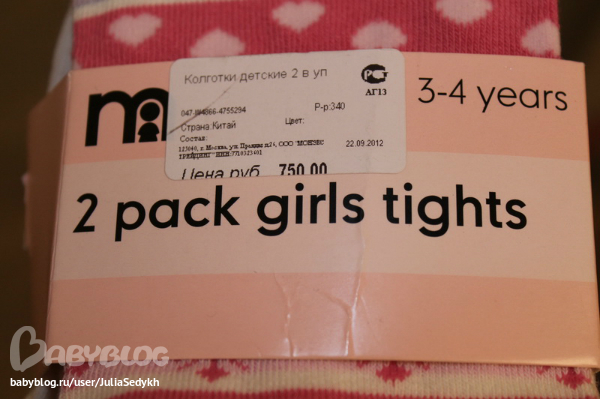 m
Колготки детские 2 в уп
АГ13
3-4 years
Р-р:340
Страна:Китай
Цвет:
Состав:
22.09.2012
Цена руб. 750.00
2 pack girls tights
BABYBLOG
babyblog.ru/user/JuliaSedykh